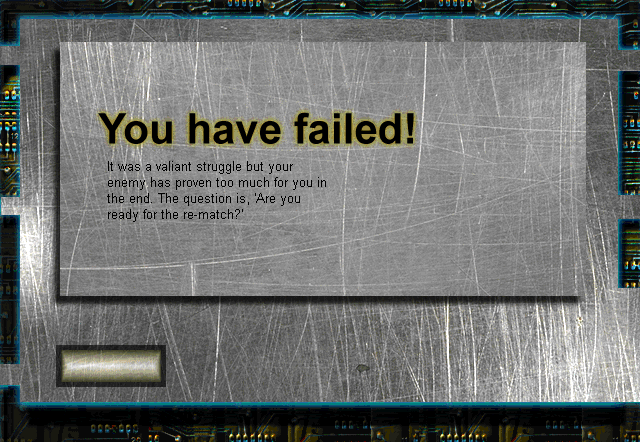 You have failed!
It was a valiant struggle but your
enemy has proven too much for you in
the end. The question is, 'Are you
ready for the re-match?'